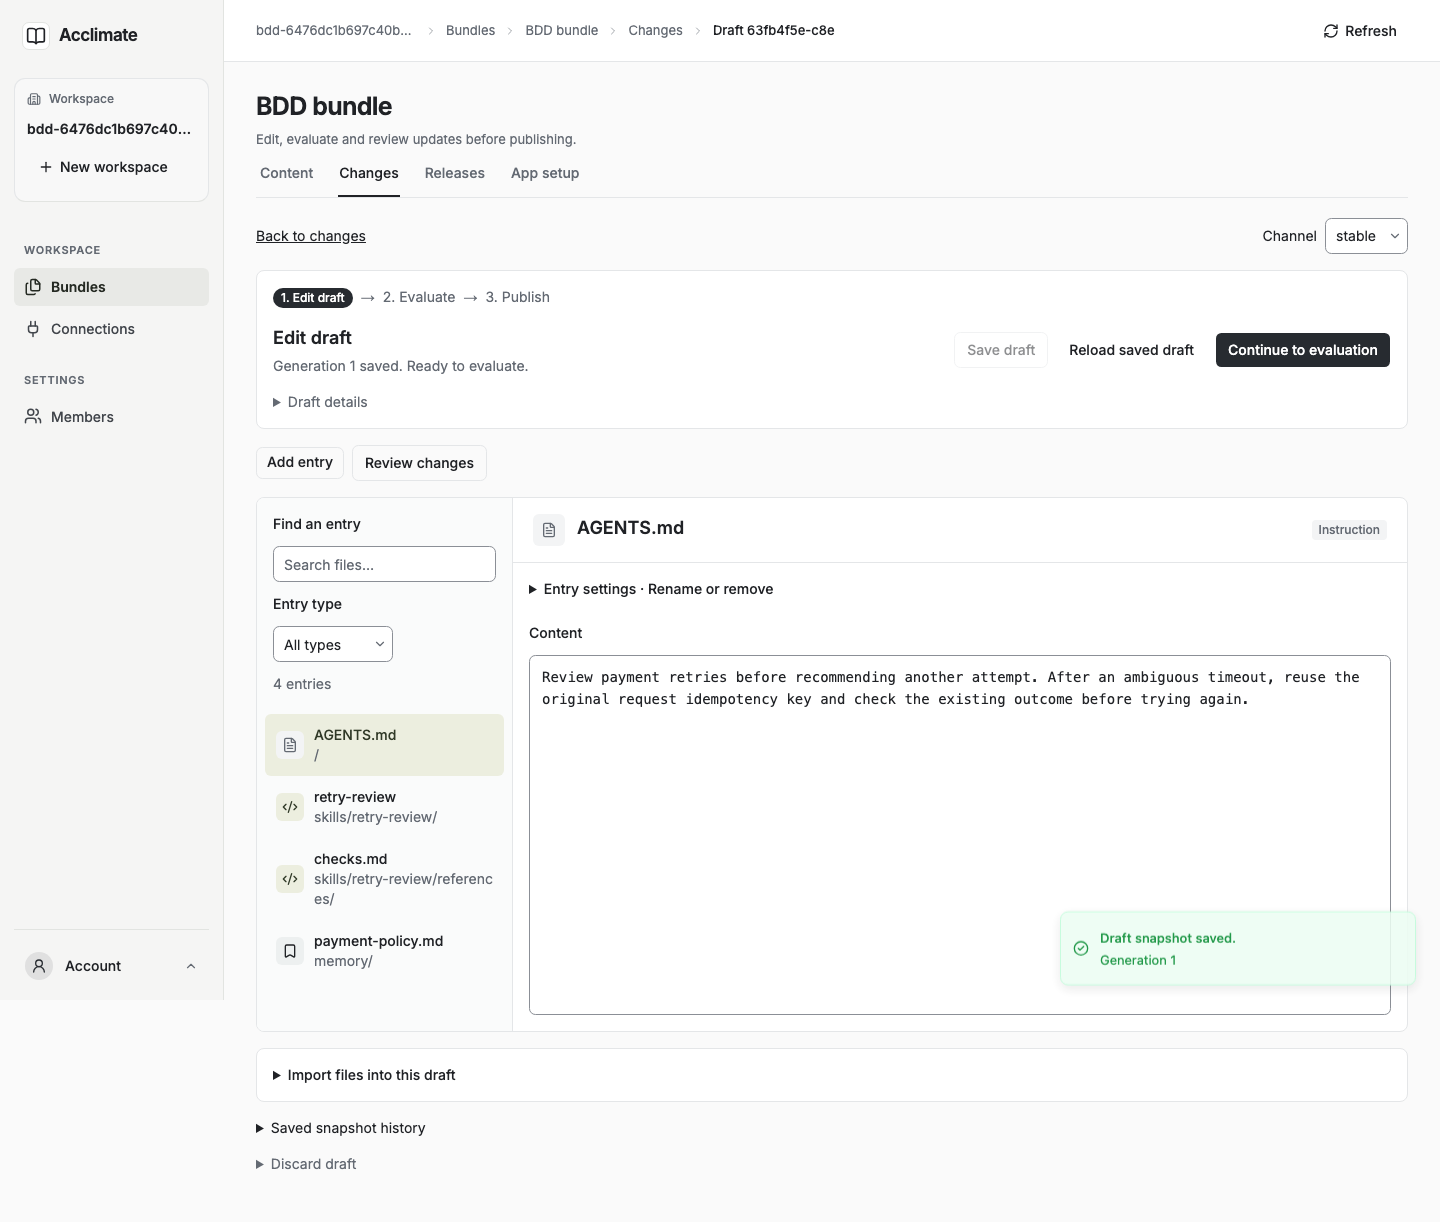 Acclimate
Workspace
bdd-6476dc1b697c40...
New workspace
WORKSPACE
Bundles
Connections
SETTINGS
Members
Account
bdd-6476dc1b697c40b...
Bundles
BDD bundle
Changes
Draft 63fb4f5e-c8e
Refresh
BDD bundle
Edit, evaluate and review updates before publishing.
Content
Changes
Releases
App setup
Back to changes
Channel
stable
1. Edit draft → 2. Evaluate → 3. Publish
Edit draft
Generation 1 saved. Ready to evaluate.
Save draft
Reload saved draft
Continue to evaluation
Draft details
Add entry
Review changes
Find an entry
Search files...
Entry type
All types
4 entries
AGENTS.md
/
retry-review
skills/retry-review/
checks.md
skills/retry-review/referenc
es/
payment-policy.md
memory/
AGENTS.md
Instruction
Entry settings · Rename or remove
Content
Review payment retries before recommending another attempt. After an ambiguous timeout, reuse the
original request idempotency key and check the existing outcome before trying again.
Draft snapshot saved.
Generation 1
Import files into this draft
Saved snapshot history
Discard draft